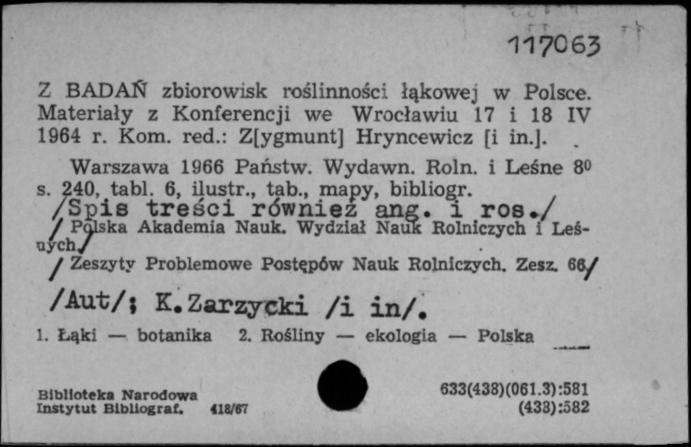 117063
Z BADAŃ zbiorowisk roślinności łąkowej w Polsce.
Materiały z Konferencji we Wrocławiu 17 i 18 IV
1964 r. Kom. red.: Z[ygmunt] Hryncewicz [i in.].
Warszawa 1966 Państw. Wydawn. Roln. i Leśne 8⁰
s. 240, tabl. 6, ilustr., tab., mapy, bibliogr.
/Spis treści również ang. i ros./
/ Polska Akademia Nauk. Wydział Nauk Rolniczych i Leś-
nych/
/ Zeszyty Problemowe Postępów Nauk Rolniczych. Zesz. 66/
/Aut/; K.Zarzycki /i in/.
1. Łąki — botanika 2. Rośliny — ekologia — Polska
Biblioteka Narodowa 633(438)(061.3):581
Instytut Bibliograf. 418/67 (433):582